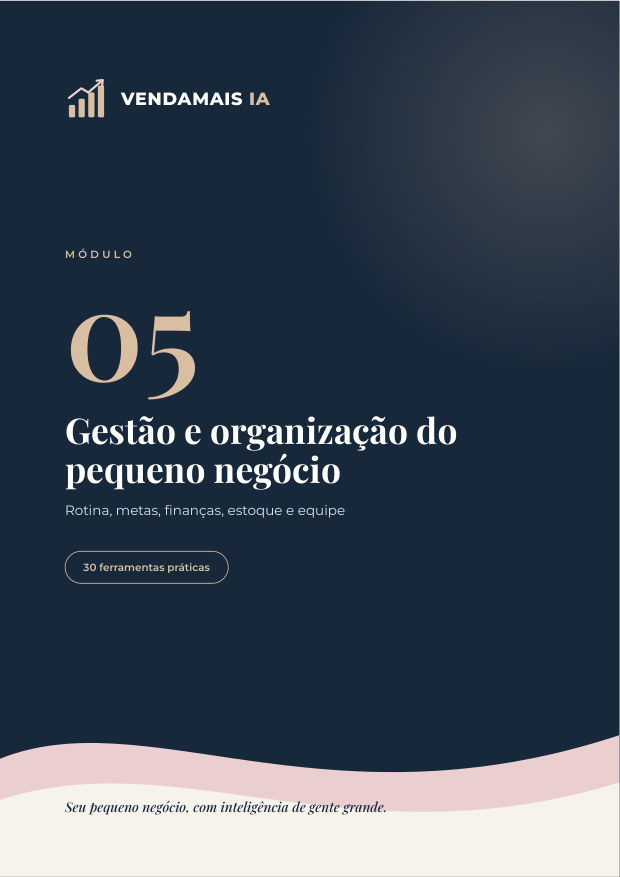 VENDAMAIS IA
MÓDULO
05
Gestão e organização do
pequeno negócio
Rotina, metas, finanças, estoque e equipe
30 ferramentas práticas
Seu pequeno negócio, com inteligência de gente grande.